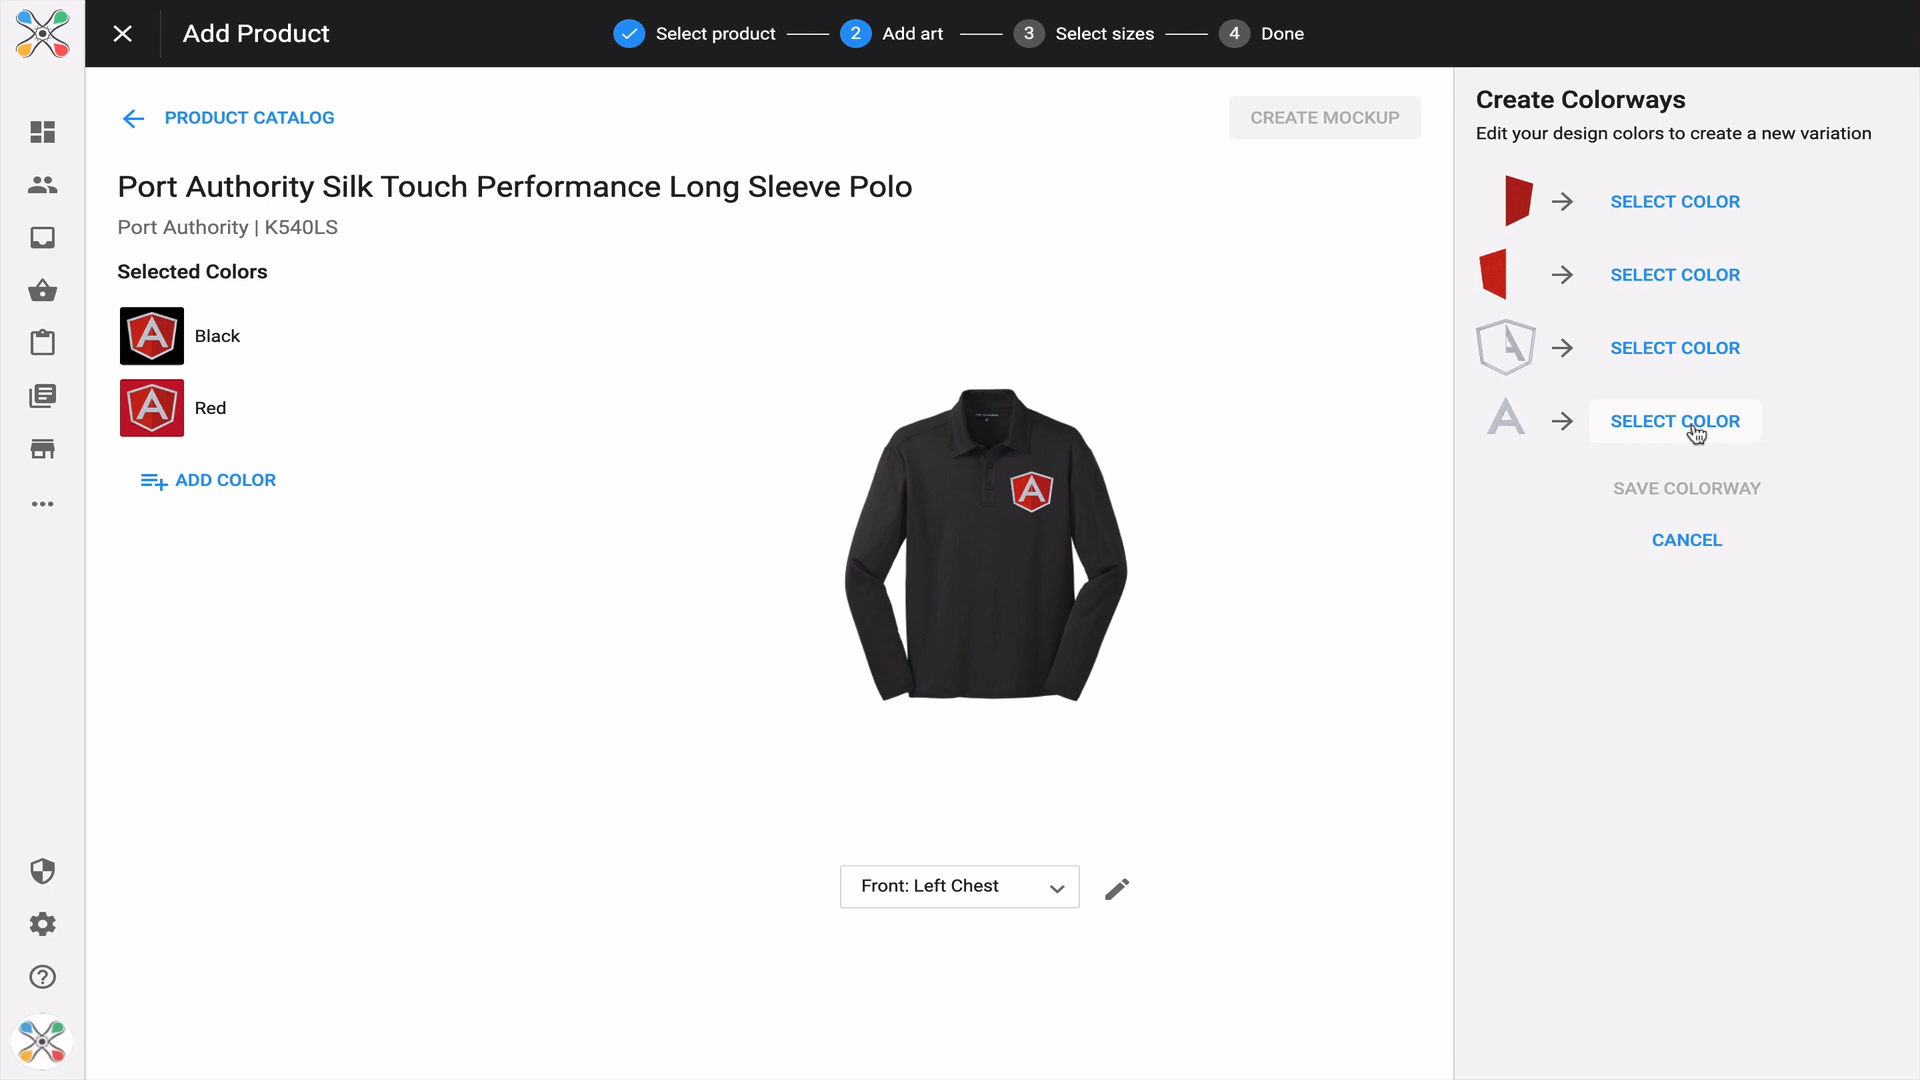 Add Product
Select product
2 Add art
3 Select sizes
4 Done
PRODUCT CATALOG
CREATE MOCKUP
Port Authority Silk Touch Performance Long Sleeve Polo
Port Authority | K540LS
Selected Colors
A Black
A Red
ADD COLOR
A
Front: Left Chest
Create Colorways
Edit your design colors to create a new variation
SELECT COLOR
SELECT COLOR
A SELECT COLOR
A SELECT COLOR
SAVE COLORWAY
CANCEL
?